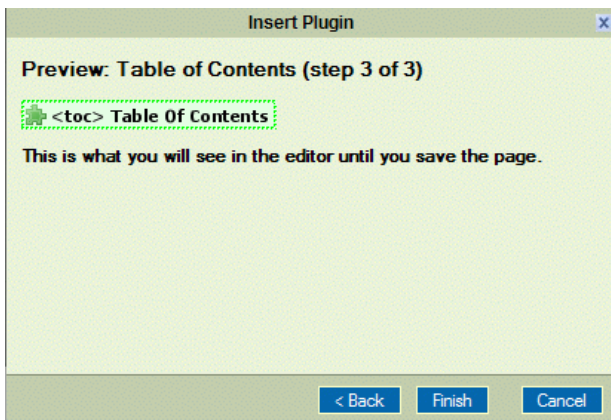 Insert Plugin
x
Preview: Table of Contents (step 3 of 3)
<toc> Table Of Contents
This is what you will see in the editor until you save the page.
< Back Finish Cancel